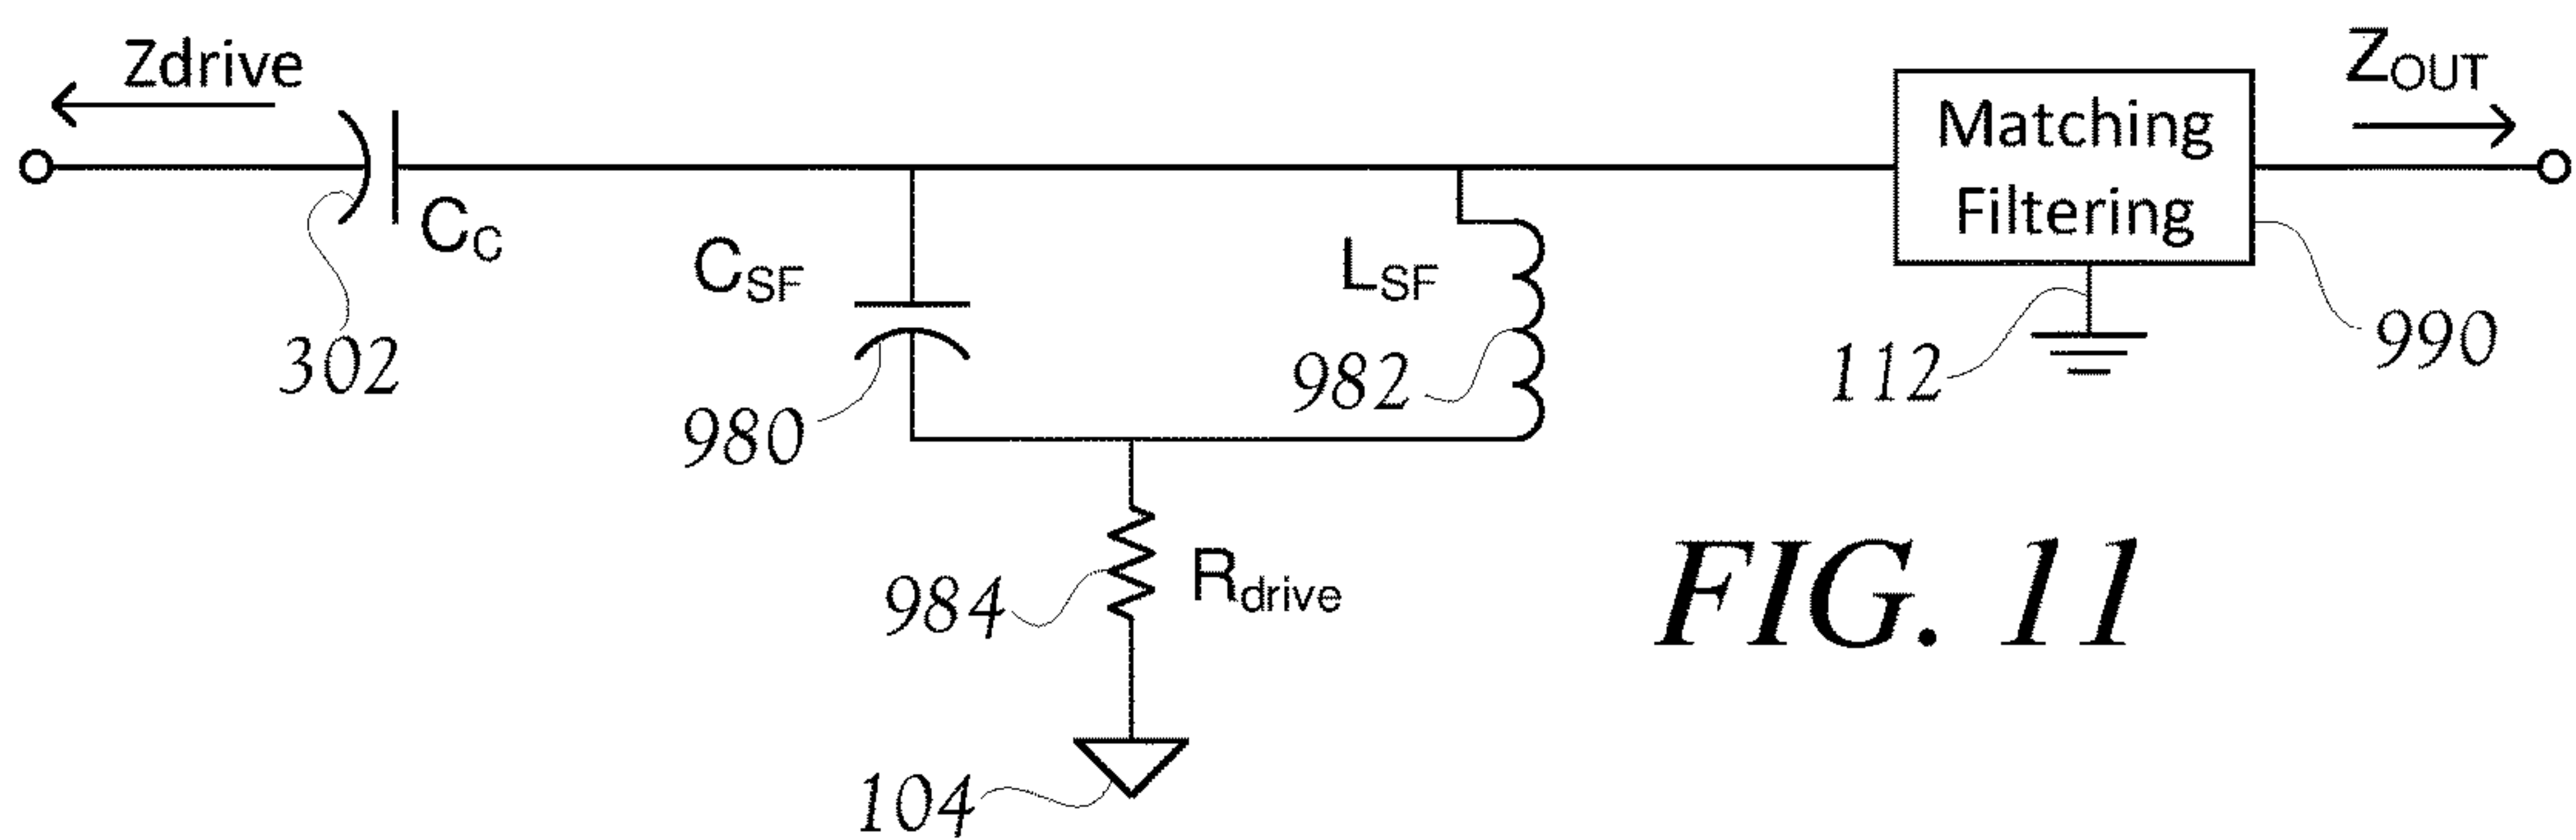 Zdrive
ZOUT
Matching
Filtering
CC
CSF
LSF
302
980
982
112
990
984
Rdrive
104
FIG. 11